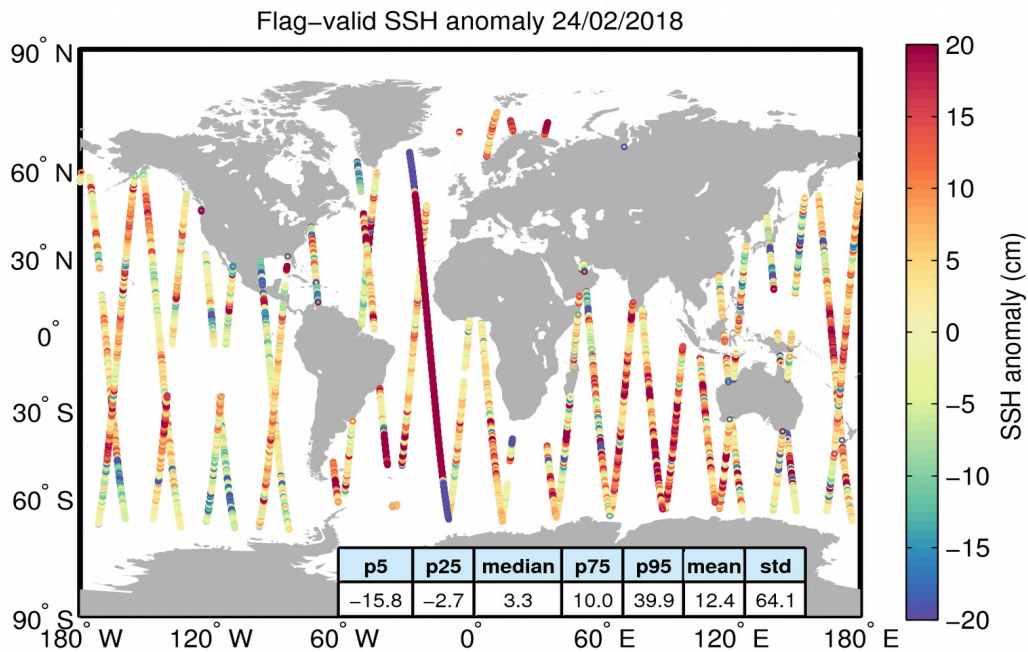 Flag−valid SSH anomaly 24/02/2018
90° N
60° N
30° N
0°
30° S
60° S
90° S
180° W
120° W
60° W
0°
60° E
120° E
180° E
p5 p25 median p75 p95 mean std
−15.8 −2.7 3.3 10.0 39.9 12.4 64.1
20
15
10
5
0
−5
−10
−15
−20
SSH anomaly (cm)